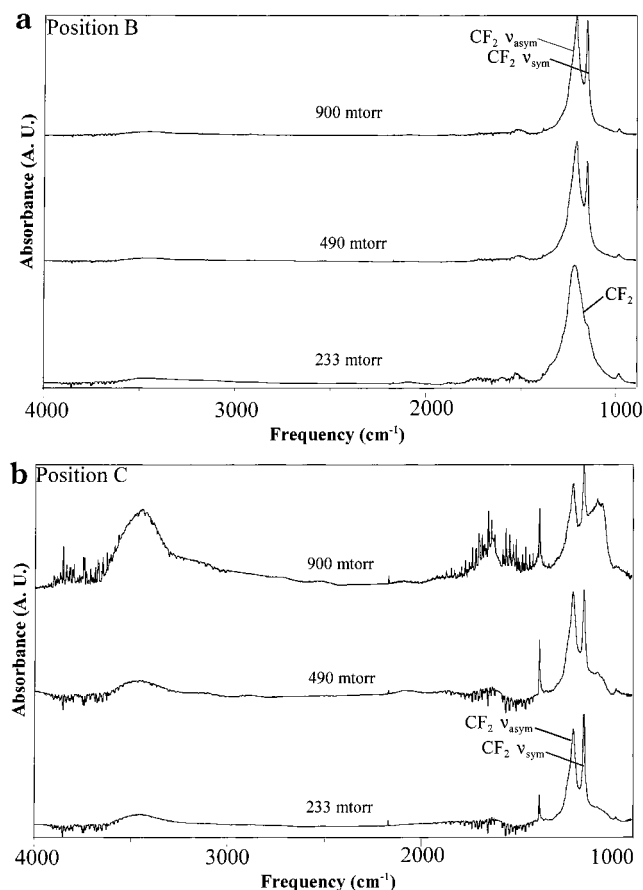 a Position B
CF₂ νasym
CF₂ νsym
900 mtorr
490 mtorr
CF₂
233 mtorr
Absorbance (A. U.)
4000 3000 2000 1000
Frequency (cm⁻¹)
b Position C
900 mtorr
490 mtorr
CF₂ νasym
CF₂ νsym
233 mtorr
Absorbance (A. U.)
4000 3000 2000 1000
Frequency (cm⁻¹)